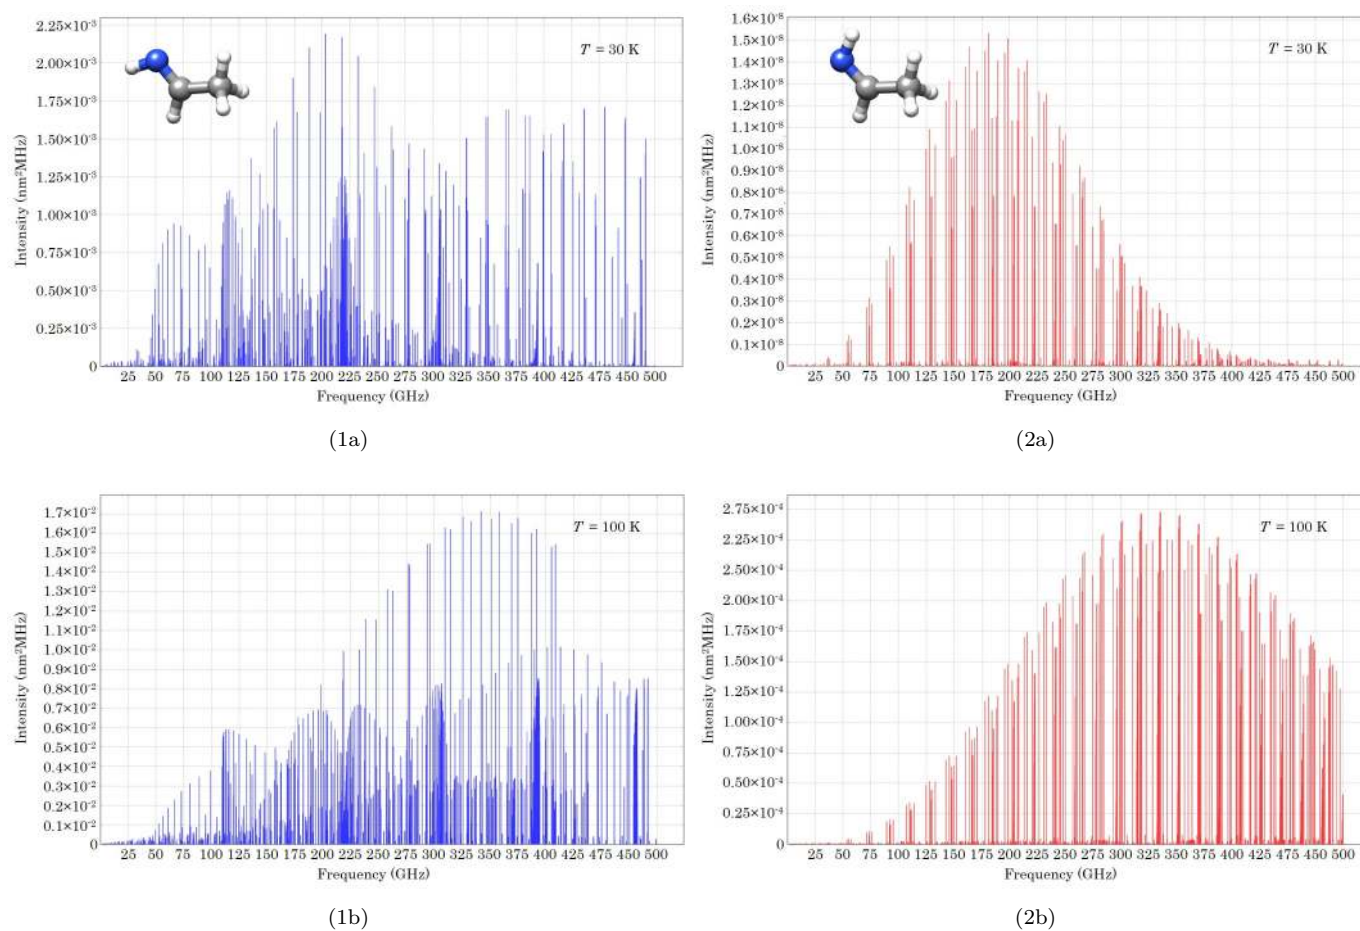 2.25×10⁻³
2.00×10⁻³
1.75×10⁻³
1.50×10⁻³
1.25×10⁻³
1.00×10⁻³
0.75×10⁻³
0.50×10⁻³
0.25×10⁻³
0
Intensity (nm²MHz)
T = 30 K
25 50 75 100 125 150 175 200 225 250 275 300 325 350 375 400 425 450 475 500
Frequency (GHz)
(1a)
1.6×10⁻⁸
1.5×10⁻⁸
1.4×10⁻⁸
1.3×10⁻⁸
1.2×10⁻⁸
1.1×10⁻⁸
1.0×10⁻⁸
0.9×10⁻⁸
0.8×10⁻⁸
0.7×10⁻⁸
0.6×10⁻⁸
0.5×10⁻⁸
0.4×10⁻⁸
0.3×10⁻⁸
0.2×10⁻⁸
0.1×10⁻⁸
0
Intensity (nm²MHz)
T = 30 K
25 50 75 100 125 150 175 200 225 250 275 300 325 350 375 400 425 450 475 500
Frequency (GHz)
(2a)
1.7×10⁻²
1.6×10⁻²
1.5×10⁻²
1.4×10⁻²
1.3×10⁻²
1.2×10⁻²
1.1×10⁻²
1.0×10⁻²
0.9×10⁻²
0.8×10⁻²
0.7×10⁻²
0.6×10⁻²
0.5×10⁻²
0.4×10⁻²
0.3×10⁻²
0.2×10⁻²
0.1×10⁻²
0
Intensity (nm²MHz)
T = 100 K
25 50 75 100 125 150 175 200 225 250 275 300 325 350 375 400 425 450 475 500
Frequency (GHz)
(1b)
2.75×10⁻⁴
2.25×10⁻⁴
2.25×10⁻⁴
2.00×10⁻⁴
1.75×10⁻⁴
1.50×10⁻⁴
1.25×10⁻⁴
1.00×10⁻⁴
0.75×10⁻⁴
0.25×10⁻⁴
0.25×10⁻⁴
0
Intensity (nm²MHz)
T = 100 K
25 50 75 100 125 150 175 200 225 250 275 300 325 350 375 400 425 450 475 500
Frequency (GHz)
(2b)